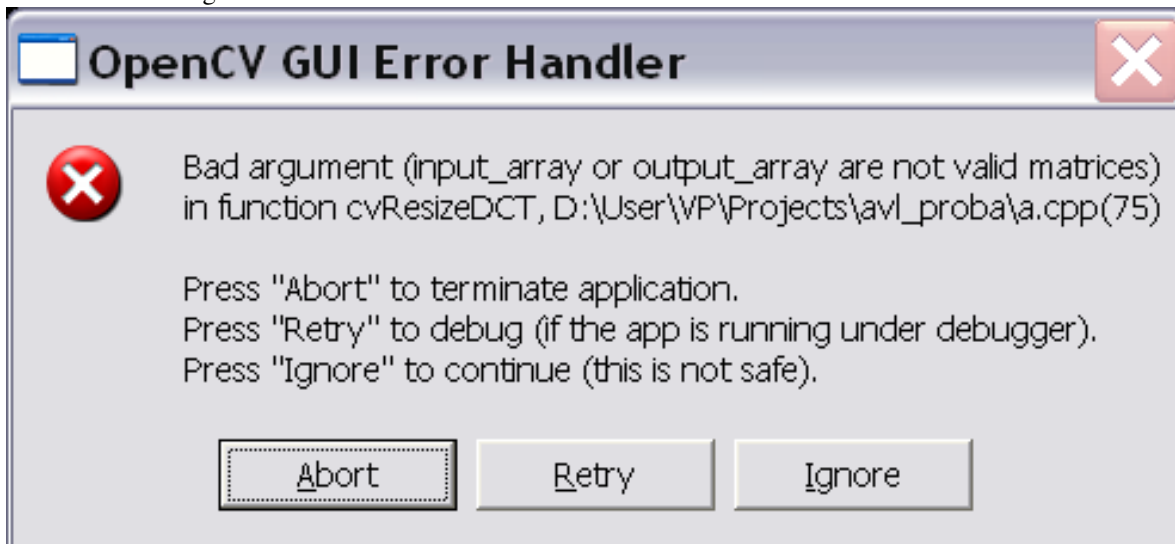 OpenCV GUI Error Handler
Bad argument (input_array or output_array are not valid matrices)
in function cvResizeDCT, D:\User\VP\Projects\avl_proba\a.cpp(75)
Press "Abort" to terminate application.
Press "Retry" to debug (if the app is running under debugger).
Press "Ignore" to continue (this is not safe).
Abort Retry Ignore